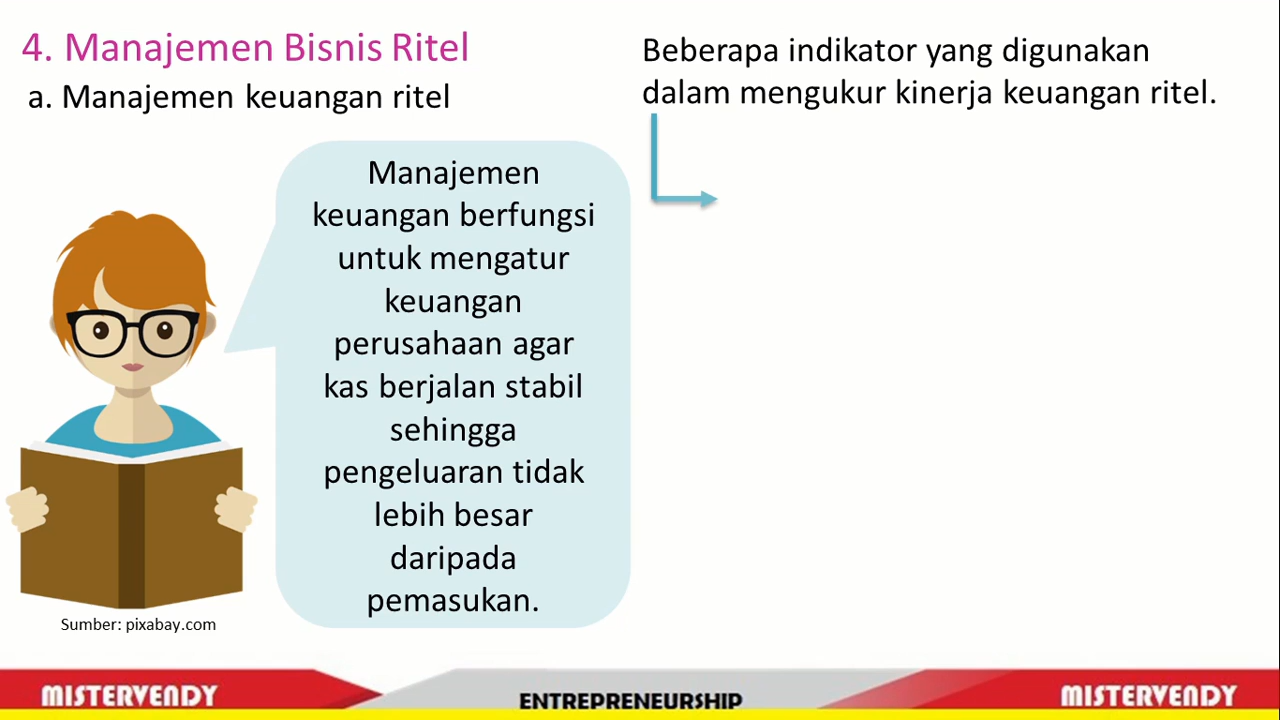 4. Manajemen Bisnis Ritel
a. Manajemen keuangan ritel
Manajemen
keuangan berfungsi
untuk mengatur
keuangan
perusahaan agar
kas berjalan stabil
sehingga
pengeluaran tidak
lebih besar
daripada
pemasukan.
Sumber: pixabay.com
Beberapa indikator yang digunakan
dalam mengukur kinerja keuangan ritel.
MISTERVENDY
ENTREPRENEURSHIP
MISTERVENDY